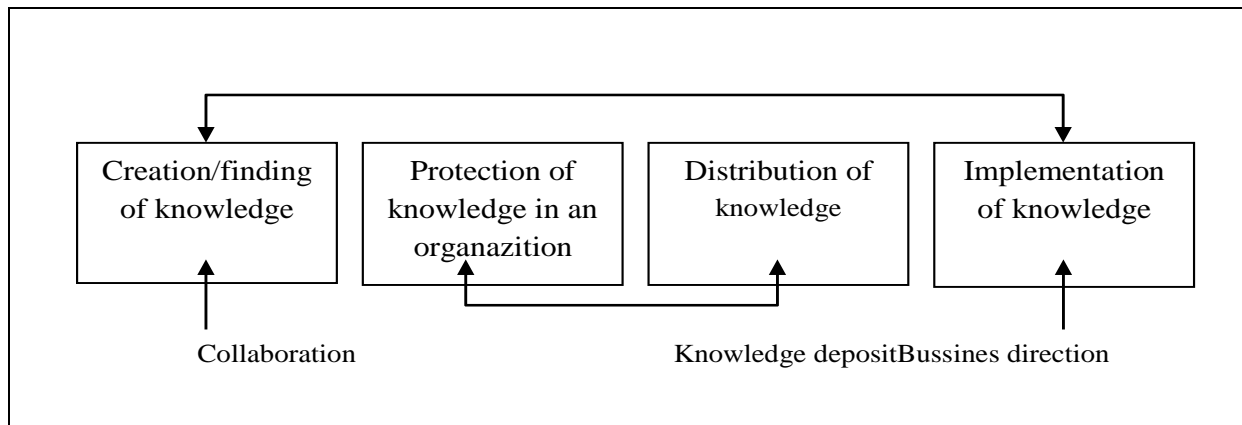 Creation/finding
of knowledge
Protection of
knowledge in an
organazition
Distribution of
knowledge
Implementation
of knowledge
Collaboration
Knowledge depositBussines direction